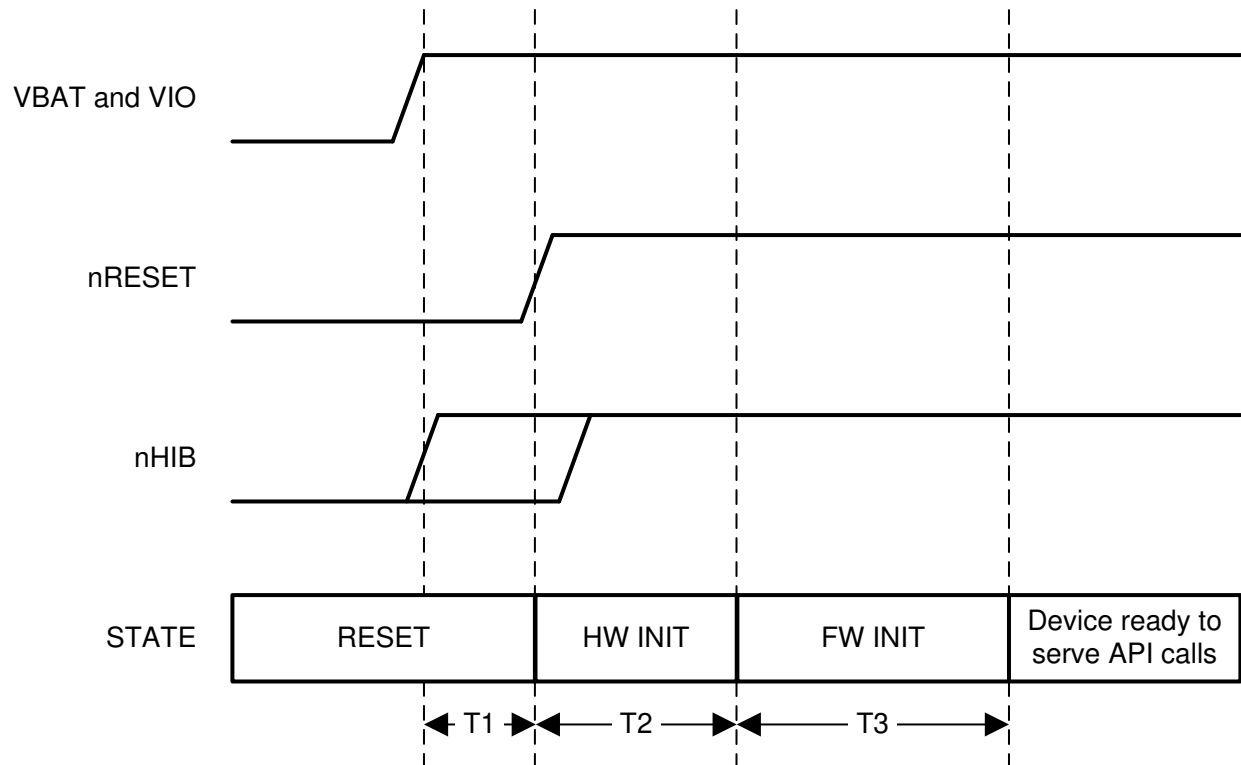 VBAT and VIO
nRESET
nHIB
STATE
RESET
HW INIT
FW INIT
Device ready to
serve API calls
T1
T2
T3